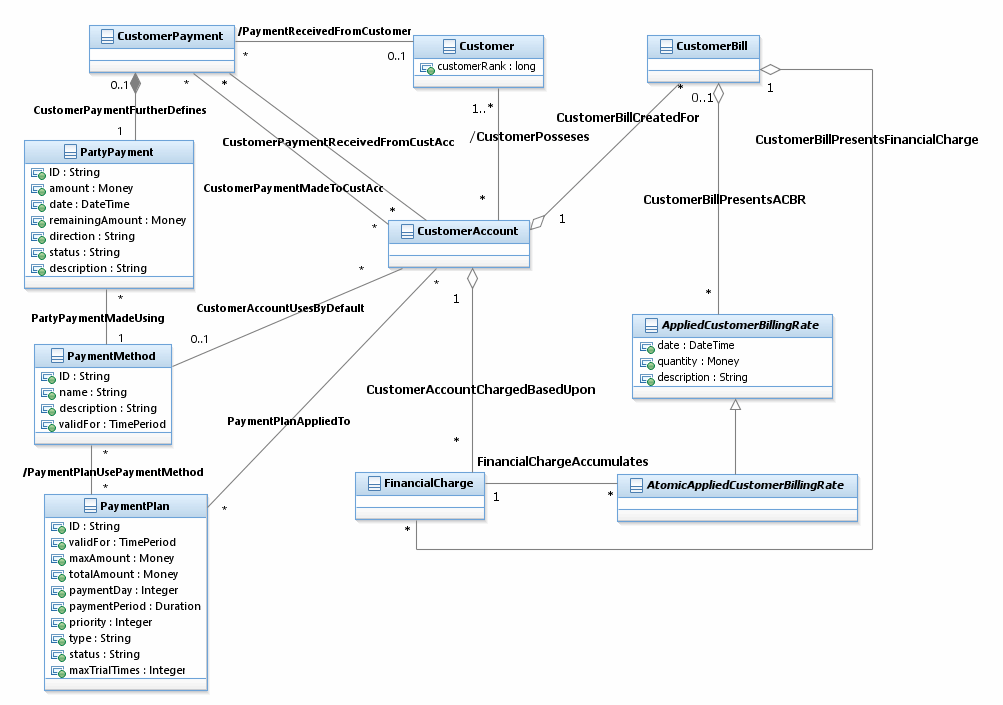 CustomerPayment
/PaymentReceivedFromCustomer
*
0..1
Customer
customerRank : long
CustomerBill
0..1
*
*
1..*
*
0..1
1
CustomerPaymentFurtherDefines
1
CustomerBillCreatedFor
/CustomerPosseses
CustomerPaymentReceivedFromCustAcc
CustomerBillPresentsFinancialCharge
PartyPayment
ID : String
amount : Money
date : DateTime
remainingAmount : Money
direction : String
status : String
description : String
CustomerPaymentMadeToCustAcc
CustomerBillPresentsACBR
*
*
*
1
CustomerAccount
*
*
1
*
*
CustomerAccountUsesByDefault
PartyPaymentMadeUsing
1
0..1
AppliedCustomerBillingRate
date : DateTime
quantity : Money
description : String
PaymentMethod
ID : String
name : String
description : String
validFor : TimePeriod
CustomerAccountChargedBasedUpon
PaymentPlanAppliedTo
*
*
/PaymentPlanUsePaymentMethod
*
FinancialChargeAccumulates
FinancialCharge
1
*
AtomicAppliedCustomerBillingRate
*
*
PaymentPlan
ID : String
validFor : TimePeriod
maxAmount : Money
totalAmount : Money
paymentDay : Integer
paymentPeriod : Duration
priority : Integer
type : String
status : String
maxTrialTimes : Integer